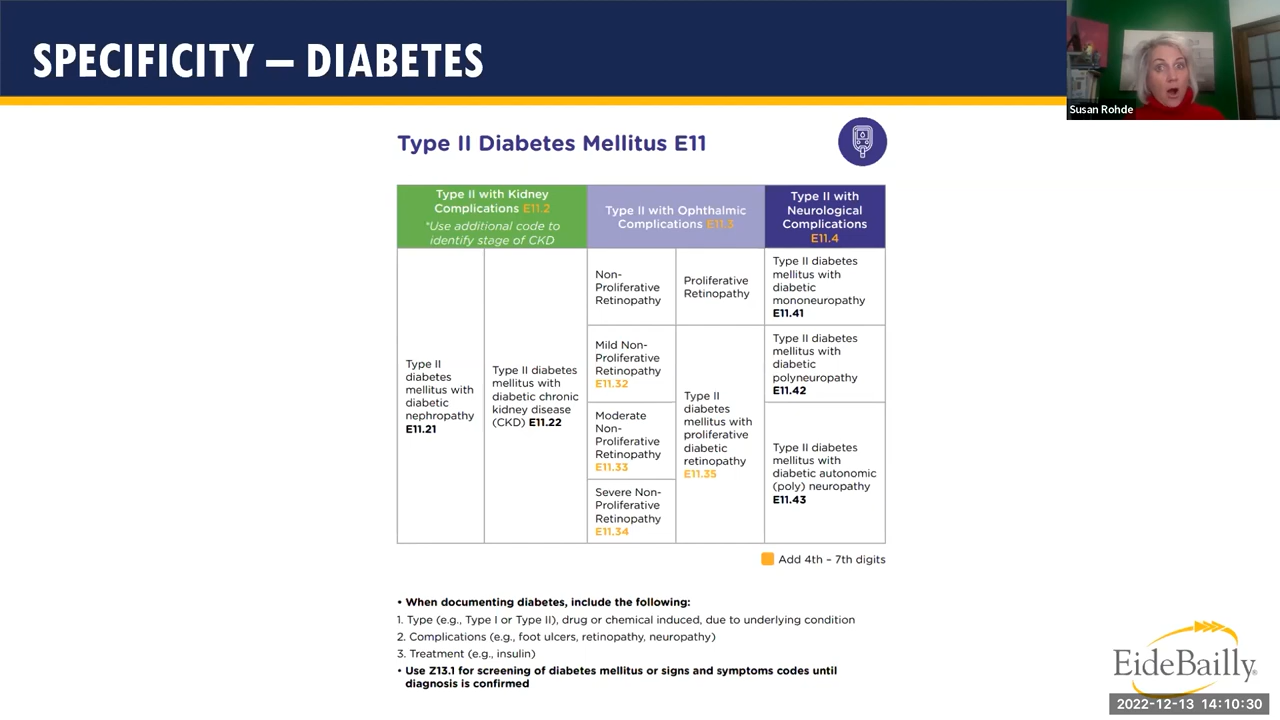 SPECIFICITY – DIABETES
Susan Rohde
Type II Diabetes Mellitus E11
Type II with Kidney
Complications E11.2
*Use additional code to
identify stage of CKD
Type II with Ophthalmic
Complications E11.3
Type II with
Neurological
Complications
E11.4
Type II
diabetes
mellitus with
diabetic
nephropathy
E11.21
Type II diabetes
mellitus with
diabetic chronic
kidney disease
(CKD) E11.22
Non-
Proliferative
Retinopathy
Mild Non-
Proliferative
Retinopathy
E11.32
Moderate
Non-
Proliferative
Retinopathy
E11.33
Severe Non-
Proliferative
Retinopathy
E11.34
Proliferative
Retinopathy
Type II
diabetes
mellitus with
proliferative
diabetic
retinopathy
E11.35
Type II diabetes
mellitus with
diabetic
mononeuropathy
E11.41
Type II diabetes
mellitus with
diabetic
polyneuropathy
E11.42
Type II diabetes
mellitus with
diabetic autonomic
(poly) neuropathy
E11.43
Add 4th – 7th digits
• When documenting diabetes, include the following:
1. Type (e.g., Type I or Type II), drug or chemical induced, due to underlying condition
2. Complications (e.g., foot ulcers, retinopathy, neuropathy)
3. Treatment (e.g., insulin)
• Use Z13.1 for screening of diabetes mellitus or signs and symptoms codes until
diagnosis is confirmed
EideBailly®
2022-12-13 14:10:30